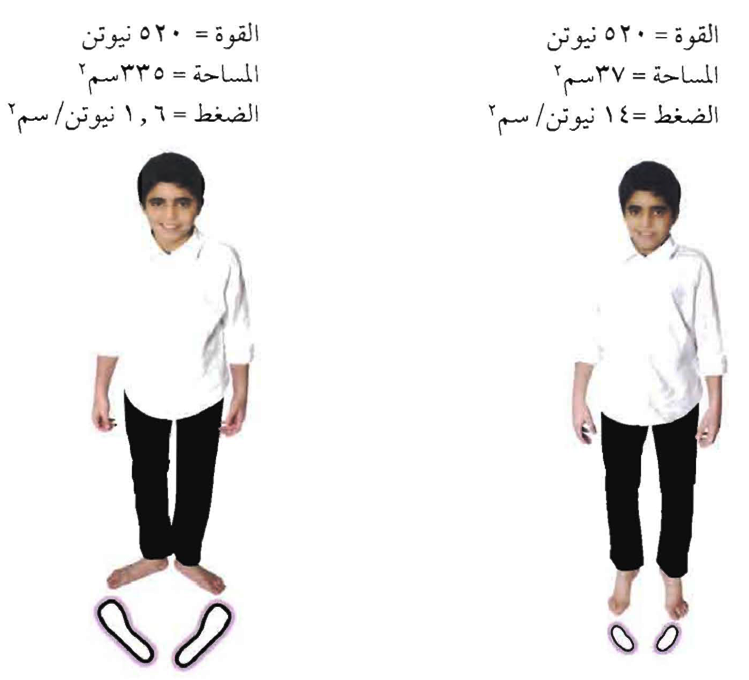 القوة = ٥٢٠ نيوتن
المساحة = ٣٧سم٢
الضغط =١٤ نيوتن/ سم٢
القوة = ٥٢٠ نيوتن
المساحة = ٣٣٥سم٢
الضغط = ١,٦ نيوتن/ سم٢